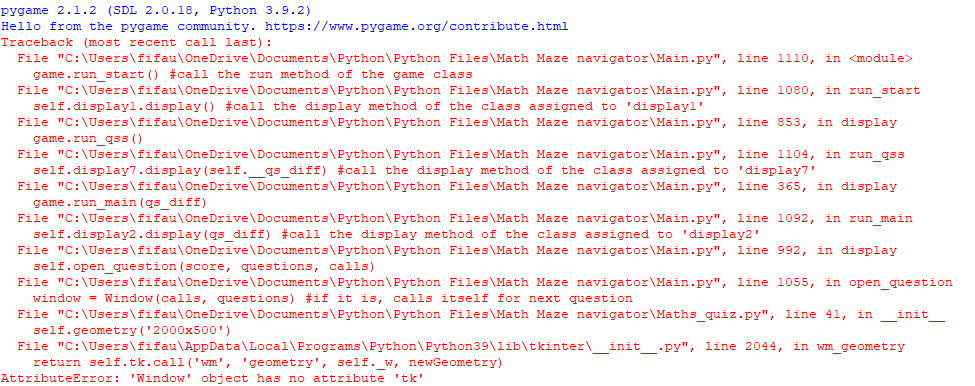 pygame 2.1.2 (SDL 2.0.18, Python 3.9.2)
Hello from the pygame community. https://www.pygame.org/contribute.html
Traceback (most recent call last):
  File "C:\Users\fifau\OneDrive\Documents\Python\Python Files\Math Maze navigator\Main.py", line 1110, in <module>
    game.run_start() #call the run method of the game class
  File "C:\Users\fifau\OneDrive\Documents\Python\Python Files\Math Maze navigator\Main.py", line 1080, in run_start
    self.display1.display() #call the display method of the class assigned to 'display1'
  File "C:\Users\fifau\OneDrive\Documents\Python\Python Files\Math Maze navigator\Main.py", line 853, in display
    game.run_qss()
  File "C:\Users\fifau\OneDrive\Documents\Python\Python Files\Math Maze navigator\Main.py", line 1104, in run_qss
    self.display7.display(self.__qs_diff) #call the display method of the class assigned to 'display7'
  File "C:\Users\fifau\OneDrive\Documents\Python\Python Files\Math Maze navigator\Main.py", line 365, in display
    game.run_main(qs_diff)
  File "C:\Users\fifau\OneDrive\Documents\Python\Python Files\Math Maze navigator\Main.py", line 1092, in run_main
    self.display2.display(qs_diff) #call the display method of the class assigned to 'display2'
  File "C:\Users\fifau\OneDrive\Documents\Python\Python Files\Math Maze navigator\Main.py", line 992, in display
    self.open_question(score, questions, calls)
  File "C:\Users\fifau\OneDrive\Documents\Python\Python Files\Math Maze navigator\Main.py", line 1055, in open_question
    window = Window(calls, questions) #if it is, calls itself for next question
  File "C:\Users\fifau\OneDrive\Documents\Python\Python Files\Math Maze navigator\Maths_quiz.py", line 41, in __init__
    self.geometry('2000x500')
  File "C:\Users\fifau\AppData\Local\Programs\Python\Python39\lib\tkinter\__init__.py", line 2044, in wm_geometry
    return self.tk.call('wm', 'geometry', self._w, newGeometry)
AttributeError: 'Window' object has no attribute 'tk'